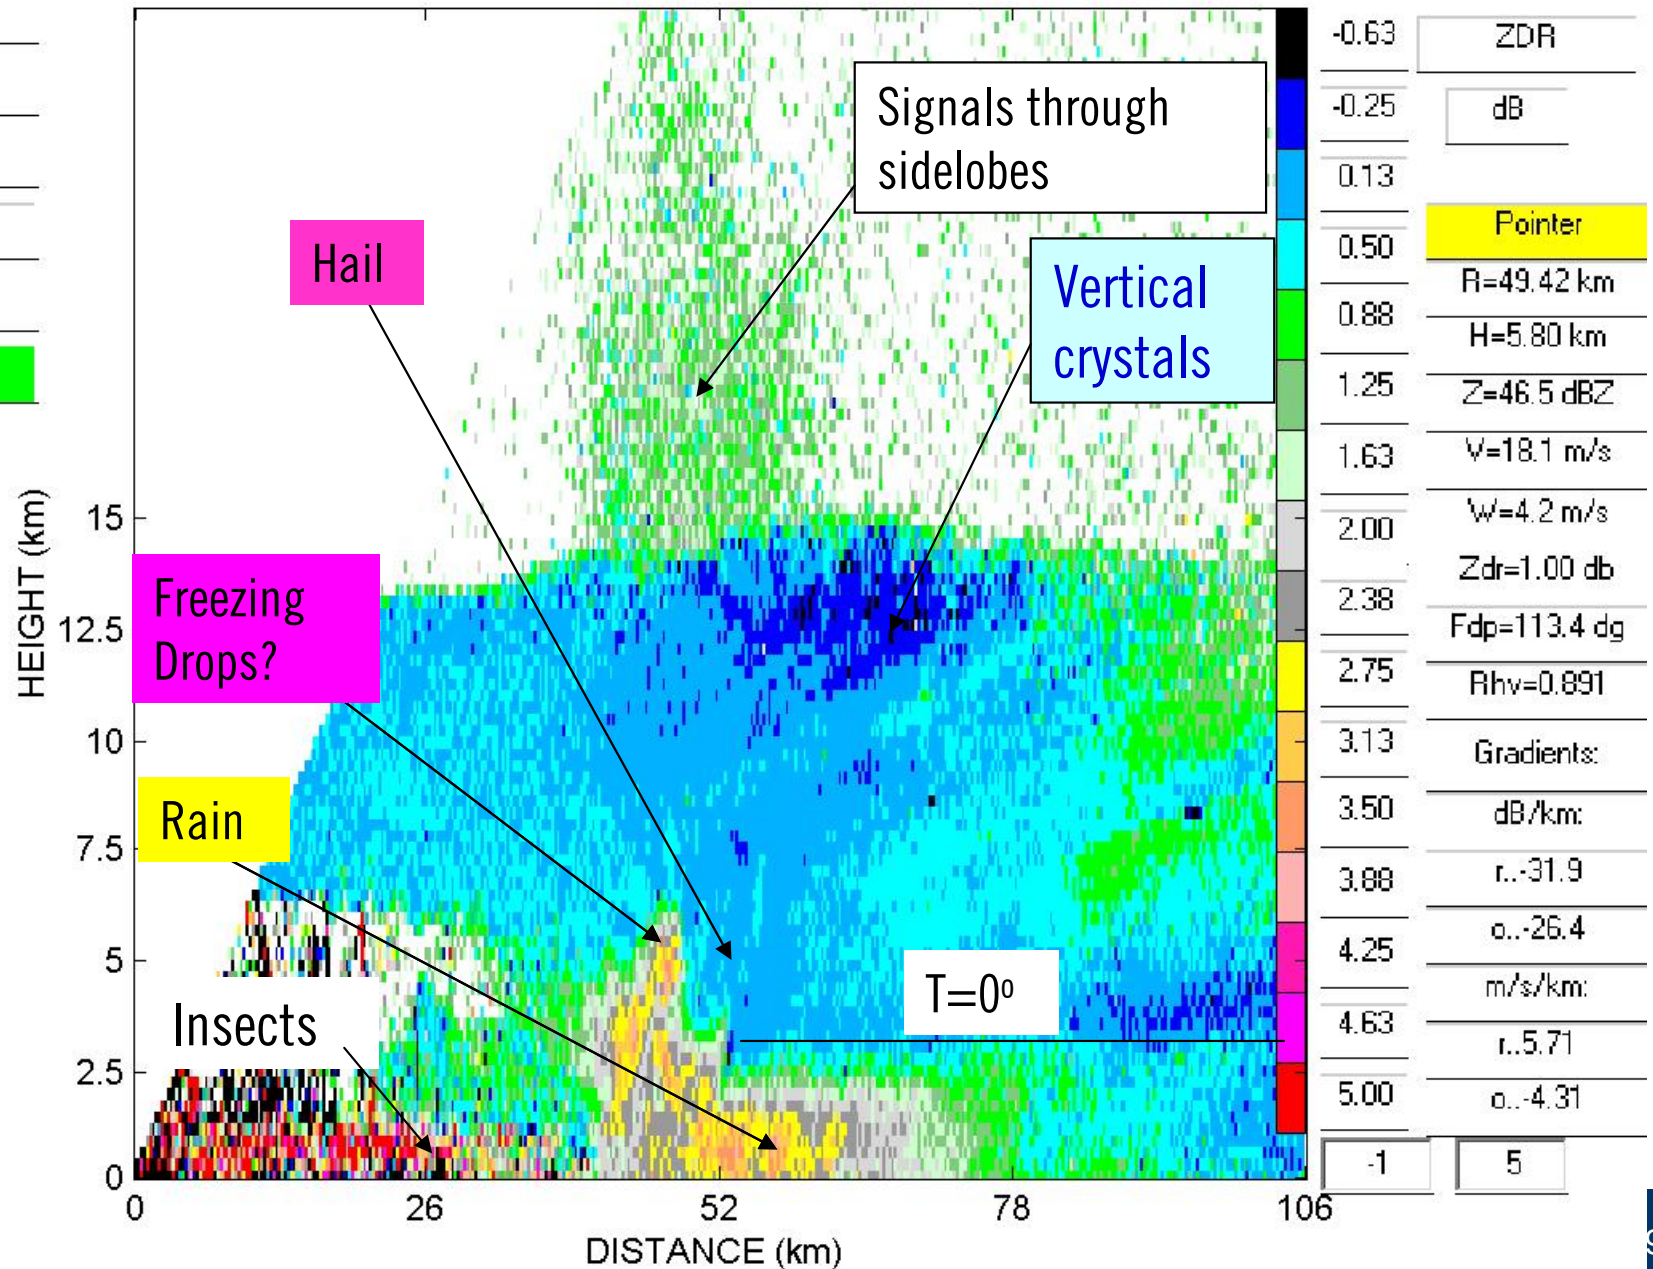 Signals through
sidelobes
Hail
Vertical
crystals
Freezing
Drops?
Rain
Insects
T=0º
HEIGHT (km)
15
12.5
10
7.5
5
2.5
0
0
26
52
78
106
DISTANCE (km)
-0.63
-0.25
0.13
0.50
0.88
1.25
1.63
2.00
2.38
2.75
3.13
3.50
3.88
4.25
4.63
5.00
-1
5
ZDR
dB
Pointer
R=49.42 km
H=5.80 km
Z=46.5 dBZ
V=18.1 m/s
W=4.2 m/s
Zdr=1.00 db
Fdp=113.4 dg
Rhv=0.891
Gradients:
dB/km:
r..-31.9
o..-26.4
m/s/km:
r..5.71
o..-4.31